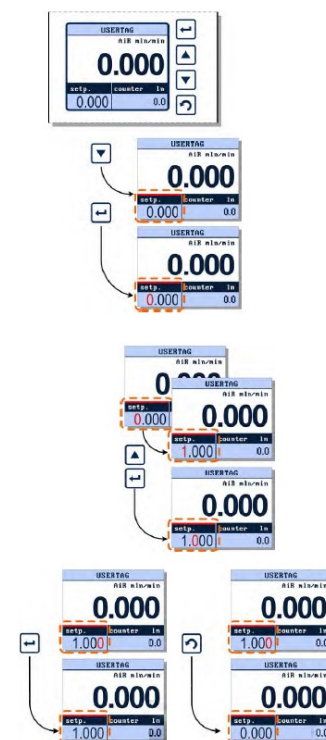 USERTAG
AiR mln/min
0.000
setp. counter ln
0.000 0.0
USERTAG
AiR mln/min
0.000
setp. counter ln
0.000 0.0
USERTAG
AiR mln/min
0.000
setp. counter ln
0.000 0.0
USERTAG
0
setp.
0.000
USERTAG
AiR mln/min
0.000
setp. counter ln
1.000 0.0
USERTAG
AiR mln/min
0.000
setp. counter ln
1.000 0.0
USERTAG
AiR mln/min
0.000
setp. counter ln
1.000 0.0
USERTAG
AiR mln/min
0.000
setp. counter ln
1.000 0.0
USERTAG
AiR mln/min
0.000
setp. counter ln
1.000 0.0
USERTAG
AiR mln/min
0.000
setp. counter ln
0.000 0.0